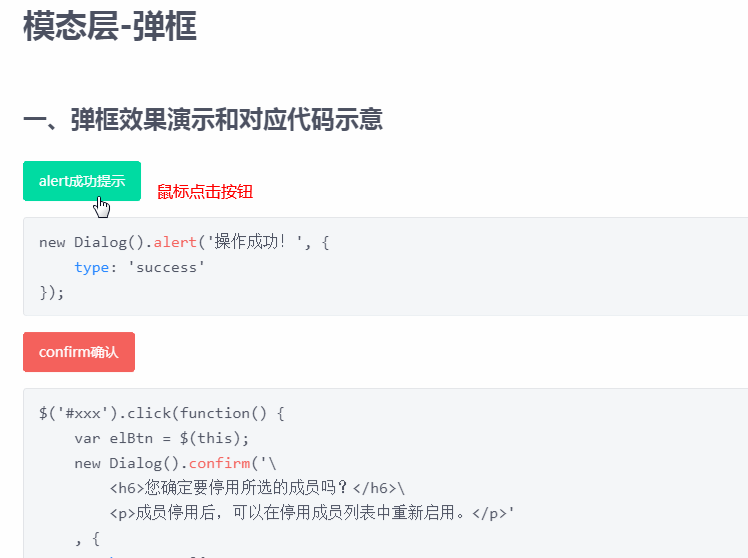 模态层-弹框
一、弹框效果演示和对应代码示意
alert成功提示
鼠标点击按钮
new Dialog().alert('操作成功！', {
    type: 'success'
});
confirm确认
$('#xxx').click(function() {
    var elBtn = $(this);
    new Dialog().confirm('\
        <h6>您确定要停用所选的成员吗？</h6>\
        <p>成员停用后，可以在停用成员列表中重新启用。</p>'
    , {